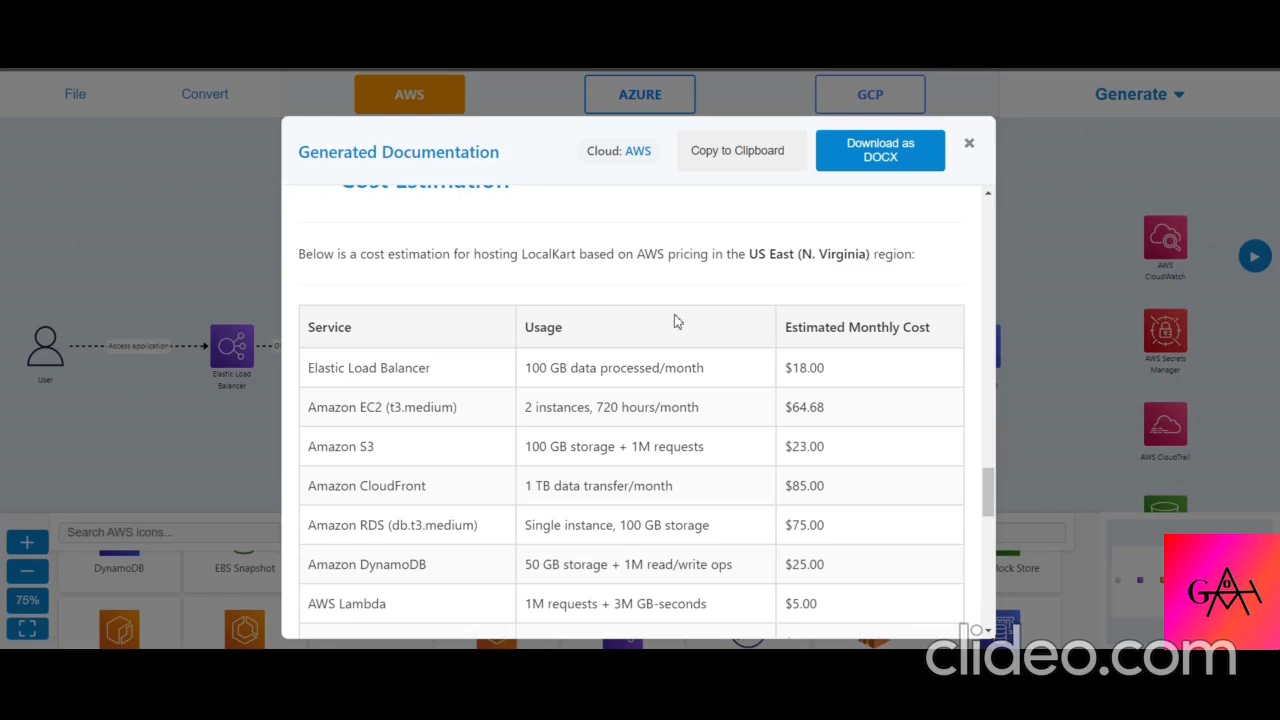 File
Convert
AWS
AZURE
GCP
Generate
Generated Documentation
Cloud: AWS
Copy to Clipboard
Download as
DOCX
Cost Estimation
Below is a cost estimation for hosting LocalKart based on AWS pricing in the US East (N. Virginia) region:
Service Usage Estimated Monthly Cost
Elastic Load Balancer 100 GB data processed/month $18.00
Amazon EC2 (t3.medium) 2 instances, 720 hours/month $64.68
Amazon S3 100 GB storage + 1M requests $23.00
Amazon CloudFront 1 TB data transfer/month $85.00
Amazon RDS (db.t3.medium) Single instance, 100 GB storage $75.00
Amazon DynamoDB 50 GB storage + 1M read/write ops $25.00
AWS Lambda 1M requests + 3M GB-seconds $5.00
User
Access application
Elastic Load
Balancer
AWS
CloudWatch
AWS Secrets
Manager
AWS CloudTrail
Search AWS icons...
DynamoDB
EBS Snapshot
75%
clideo.com